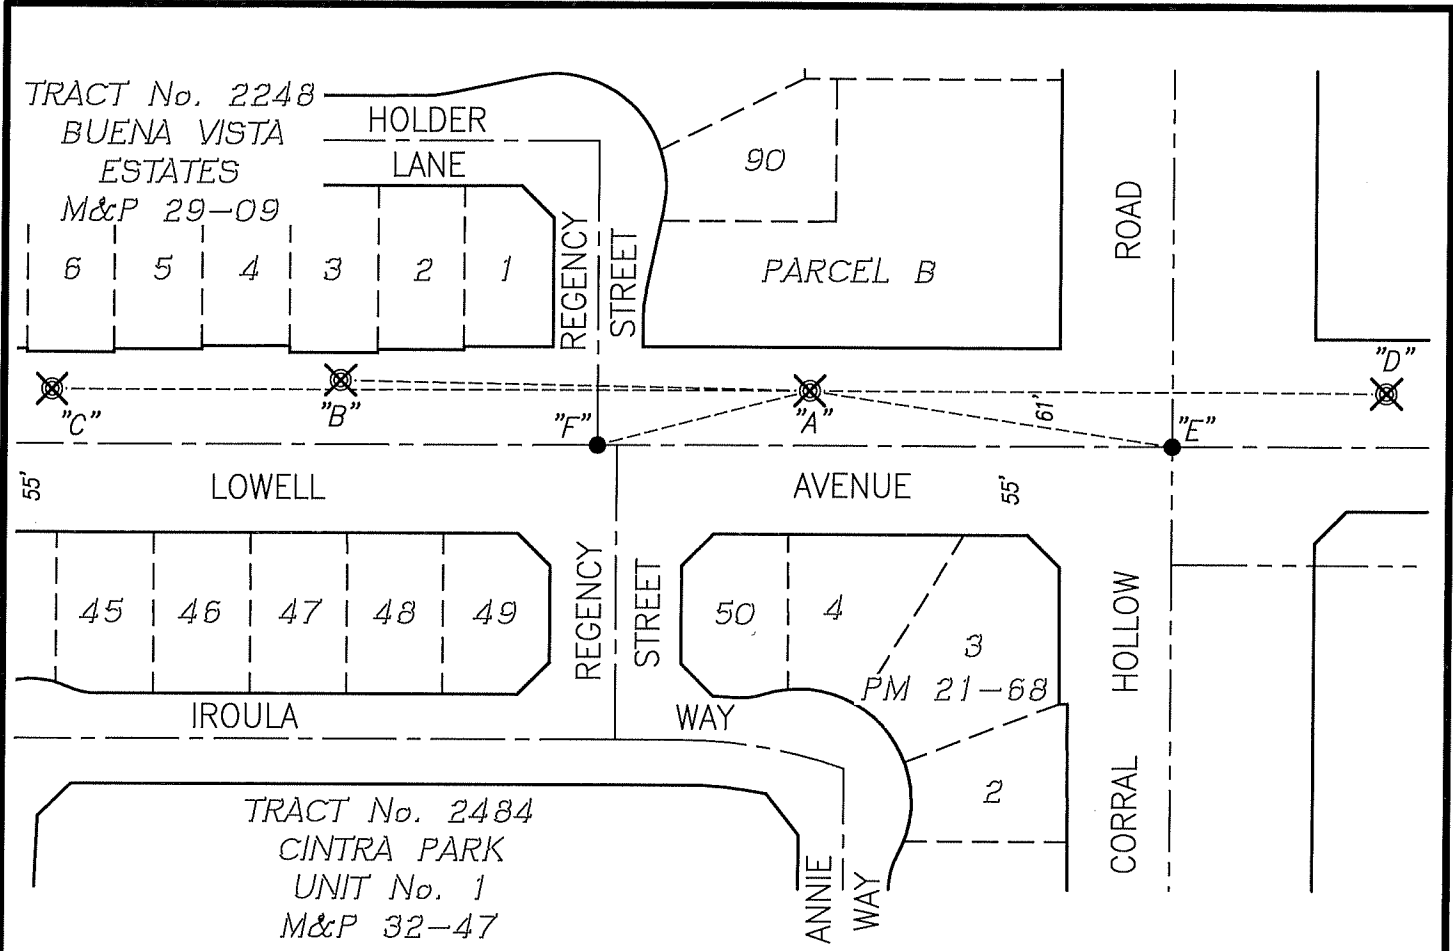 TRACT No. 2248
BUENA VISTA
ESTATES
M&P 29-09
HOLDER
LANE
90
ROAD
REGENCY
STREET
6
5
4
3
2
1
PARCEL B
"C"
"B"
"F"
"A"
61'
"E"
"D"
55'
LOWELL
AVENUE
55'
45
46
47
48
49
REGENCY
STREET
50
4
3
PM 21-68
HOLLOW
IROULA
WAY
2
CORRAL
TRACT No. 2484
CINTRA PARK
UNIT No. 1
M&P 32-47
ANNIE
WAY